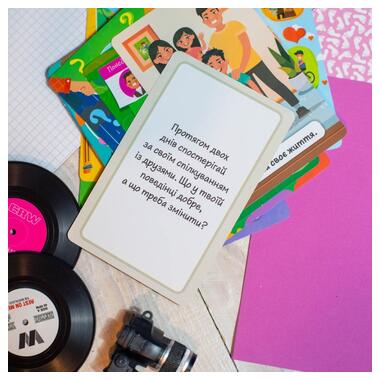 Протягом двох
днів спостерігай
за своїм спілкуванням
із друзями. Що у твоїй
поведінці добре,
а що треба змінити?
своє життя.